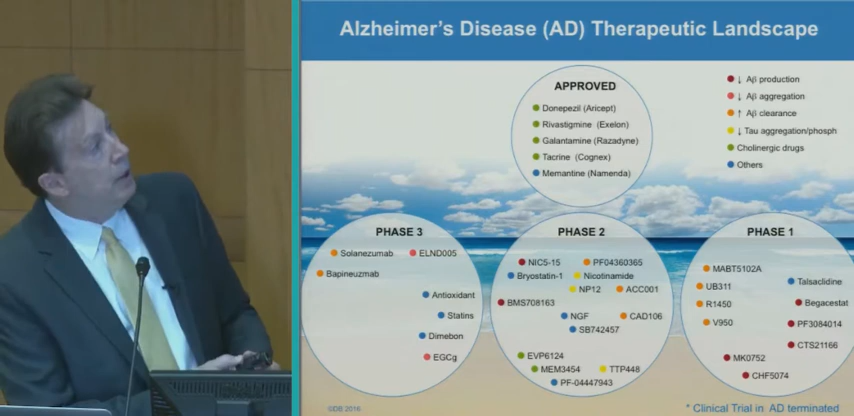 Alzheimer's Disease (AD) Therapeutic Landscape
APPROVED
Donepezil (Aricept)
Rivastigmine (Exelon)
Galantamine (Razadyne)
Tacrine (Cognex)
Memantine (Namenda)
↓ Aβ production
↓ Aβ aggregation
↑ Aβ clearance
↓ Tau aggregation/phosph
Cholinergic drugs
Others
PHASE 3
Solanezumab
ELND005
Bapineuzmab
Antioxidant
Statins
Dimebon
EGCg
PHASE 2
NIC5-15
PF04360365
Bryostatin-1
Nicotinamide
NP12
ACC001
BMS708163
NGF
CAD106
SB742457
EVP6124
MEM3454
TTP448
PF-04447943
PHASE 1
MABT5102A
Talsaclidine
UB311
R1450
Begacestat
V950
PF3084014
CTS21166
MK0752
CHF5074
©DB 2016
* Clinical Trial in AD terminated